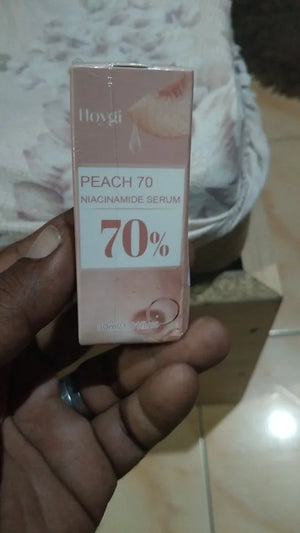 Hoygi
PEACH 70
NIACINAMIDE SERUM
70%